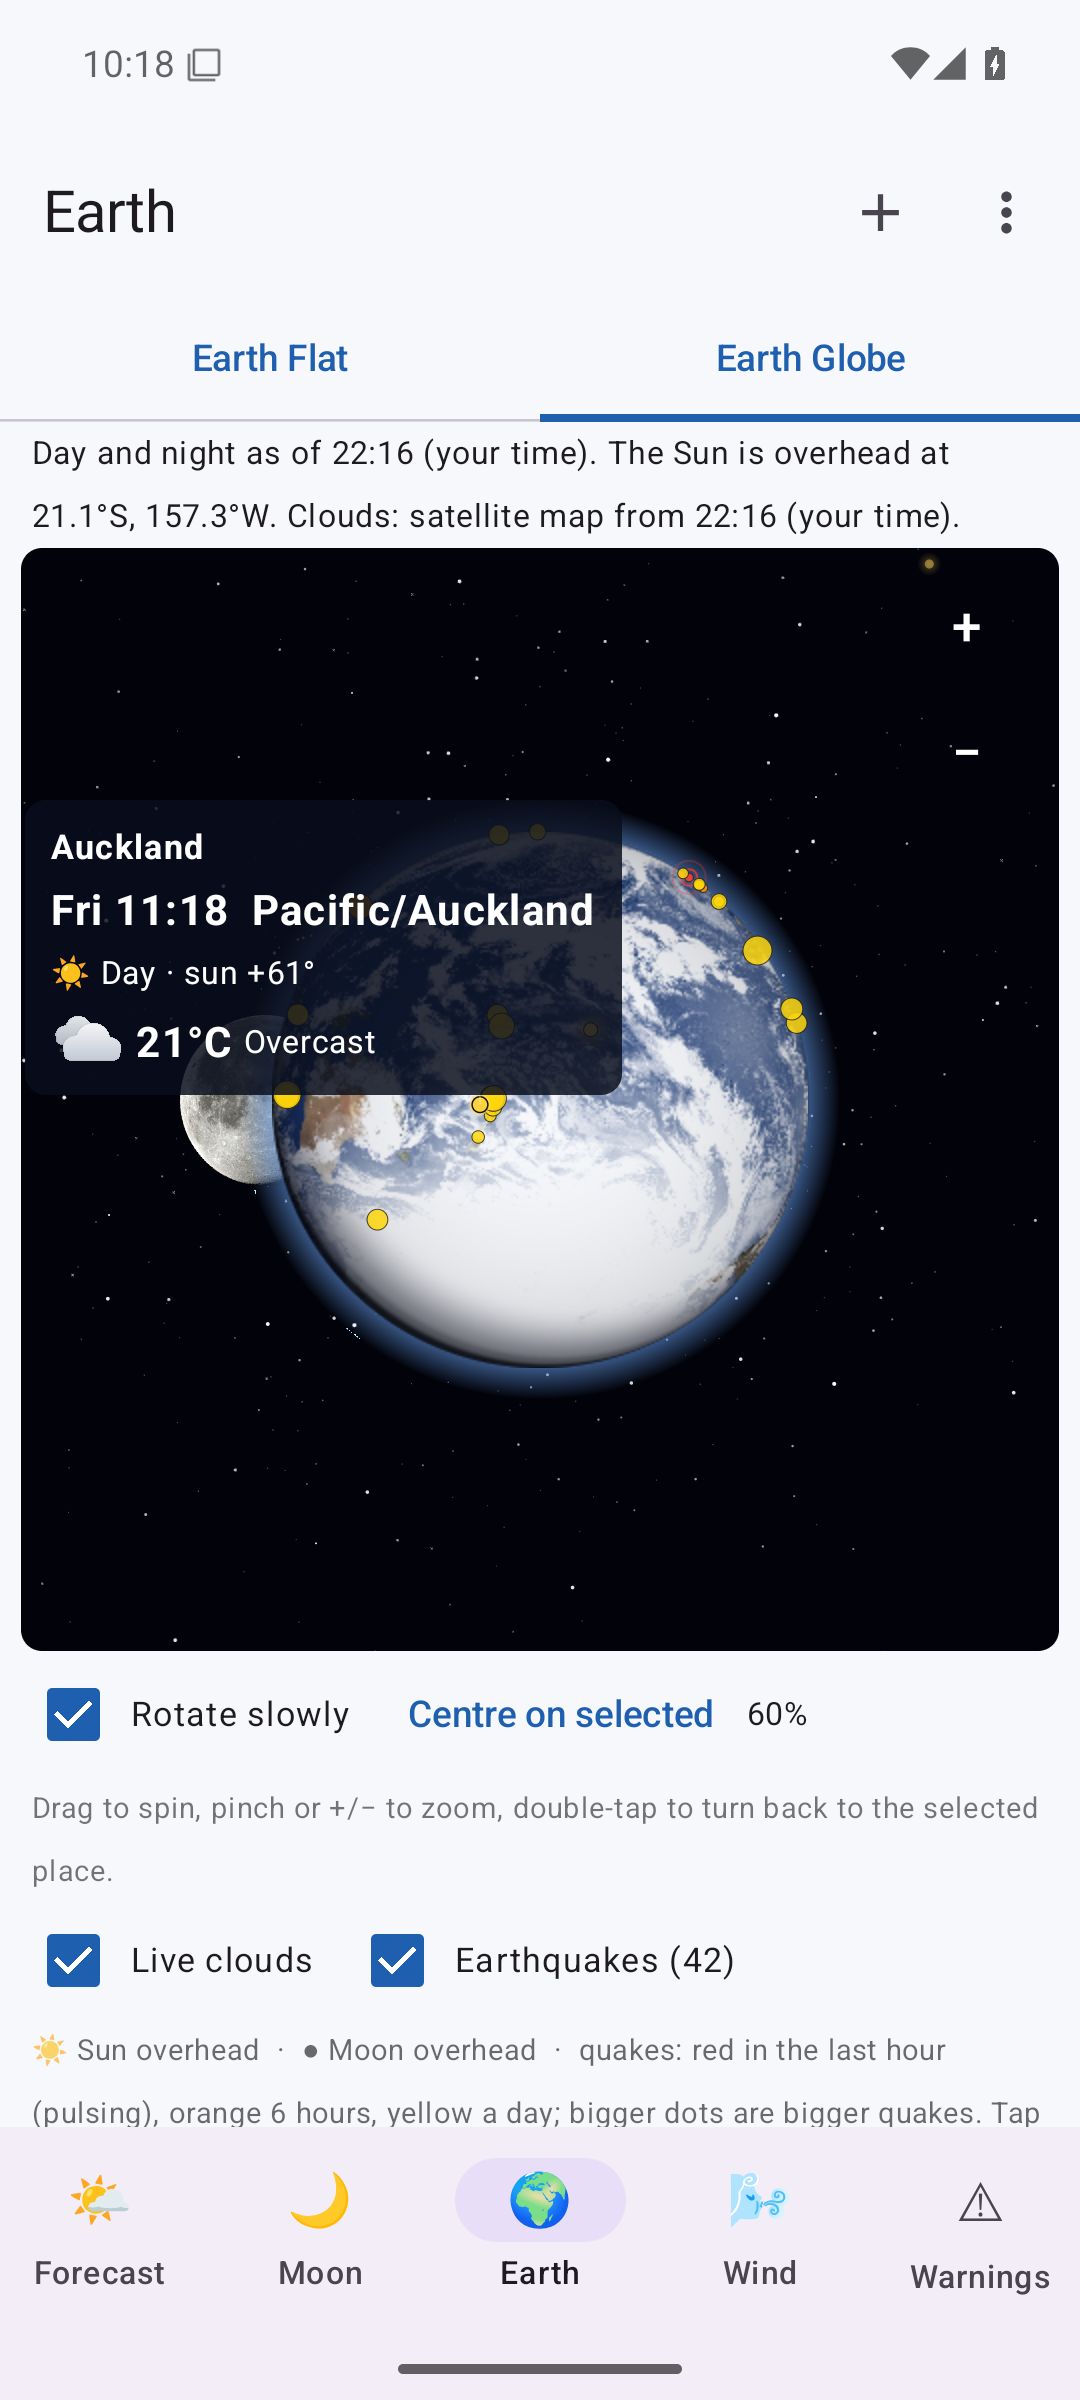 10:18
Earth
Earth Flat
Earth Globe
Day and night as of 22:16 (your time). The Sun is overhead at
21.1°S, 157.3°W. Clouds: satellite map from 22:16 (your time).
+
−
Auckland
Fri 11:18 Pacific/Auckland
Day · sun +61°
21°C Overcast
Rotate slowly
Centre on selected
60%
Drag to spin, pinch or +/− to zoom, double-tap to turn back to the selected
place.
Live clouds
Earthquakes (42)
☀️ Sun overhead · ● Moon overhead · quakes: red in the last hour
(pulsing), orange 6 hours, yellow a day; bigger dots are bigger quakes. Tap
Forecast
Moon
Earth
Wind
Warnings